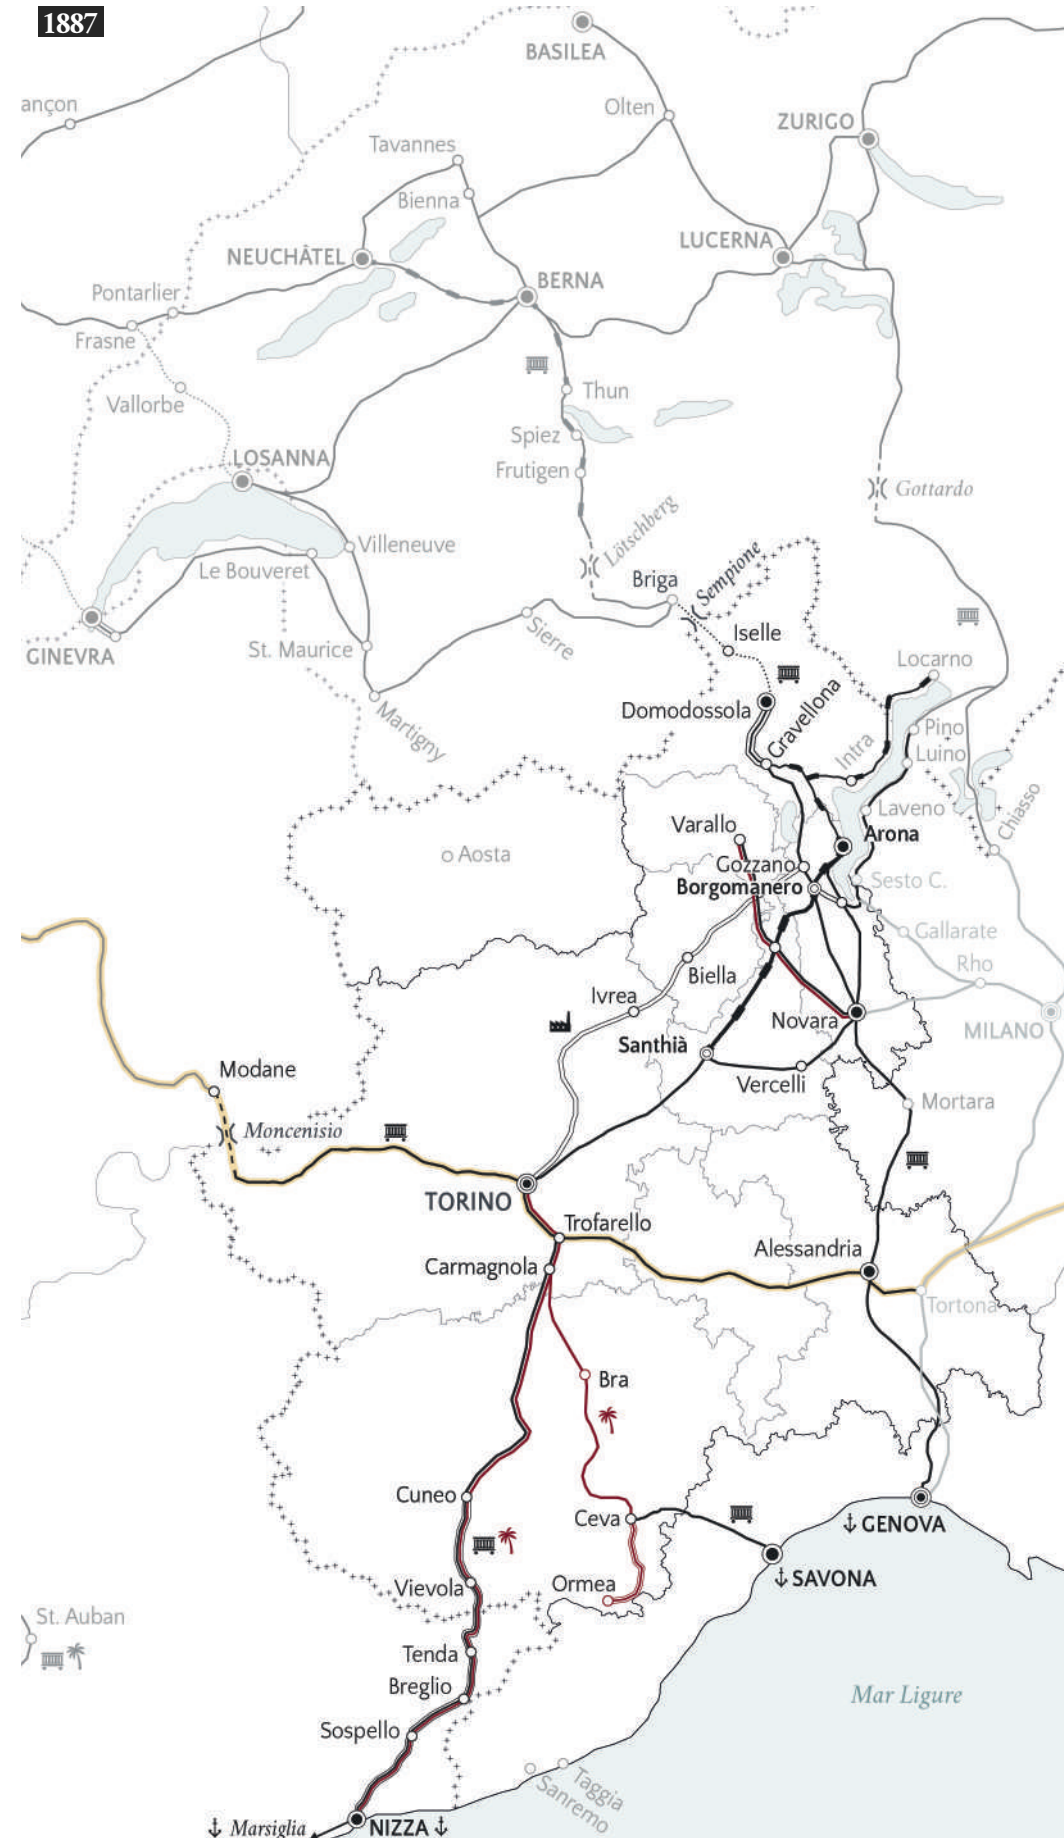 1887
BASILEA
ançon
Olten
ZURIGO
Tavannes
Bienna
LUCERNA
NEUCHÂTEL
BERNA
Pontarlier
Frasne
Thun
Vallorbe
Spiez
LOSANNA
Frutigen
Gottardo
Lötschberg
Villeneuve
Le Bouveret
Sempione
Briga
Sierre
Iselle
GINEVRA
St. Maurice
Locarno
Domodossola
Gravellona
Martigny
Intra
Pino
Luino
Chiasso
Laveno
Varallo
Arona
Aosta
Gozzano
Borgomanero
Sesto C.
Gallarate
Biella
Rho
Ivrea
Novara
MILANO
Santhià
Modane
Vercelli
Mortara
Moncenisio
TORINO
Trofarello
Alessandria
Carmagnola
Tortona
Bra
Cuneo
Ceva
GENOVA
Vievola
Ormea
SAVONA
St. Auban
Tenda
Breglio
Mar Ligure
Sospello
Taggia
Sanremo
Marsiglia
NIZZA